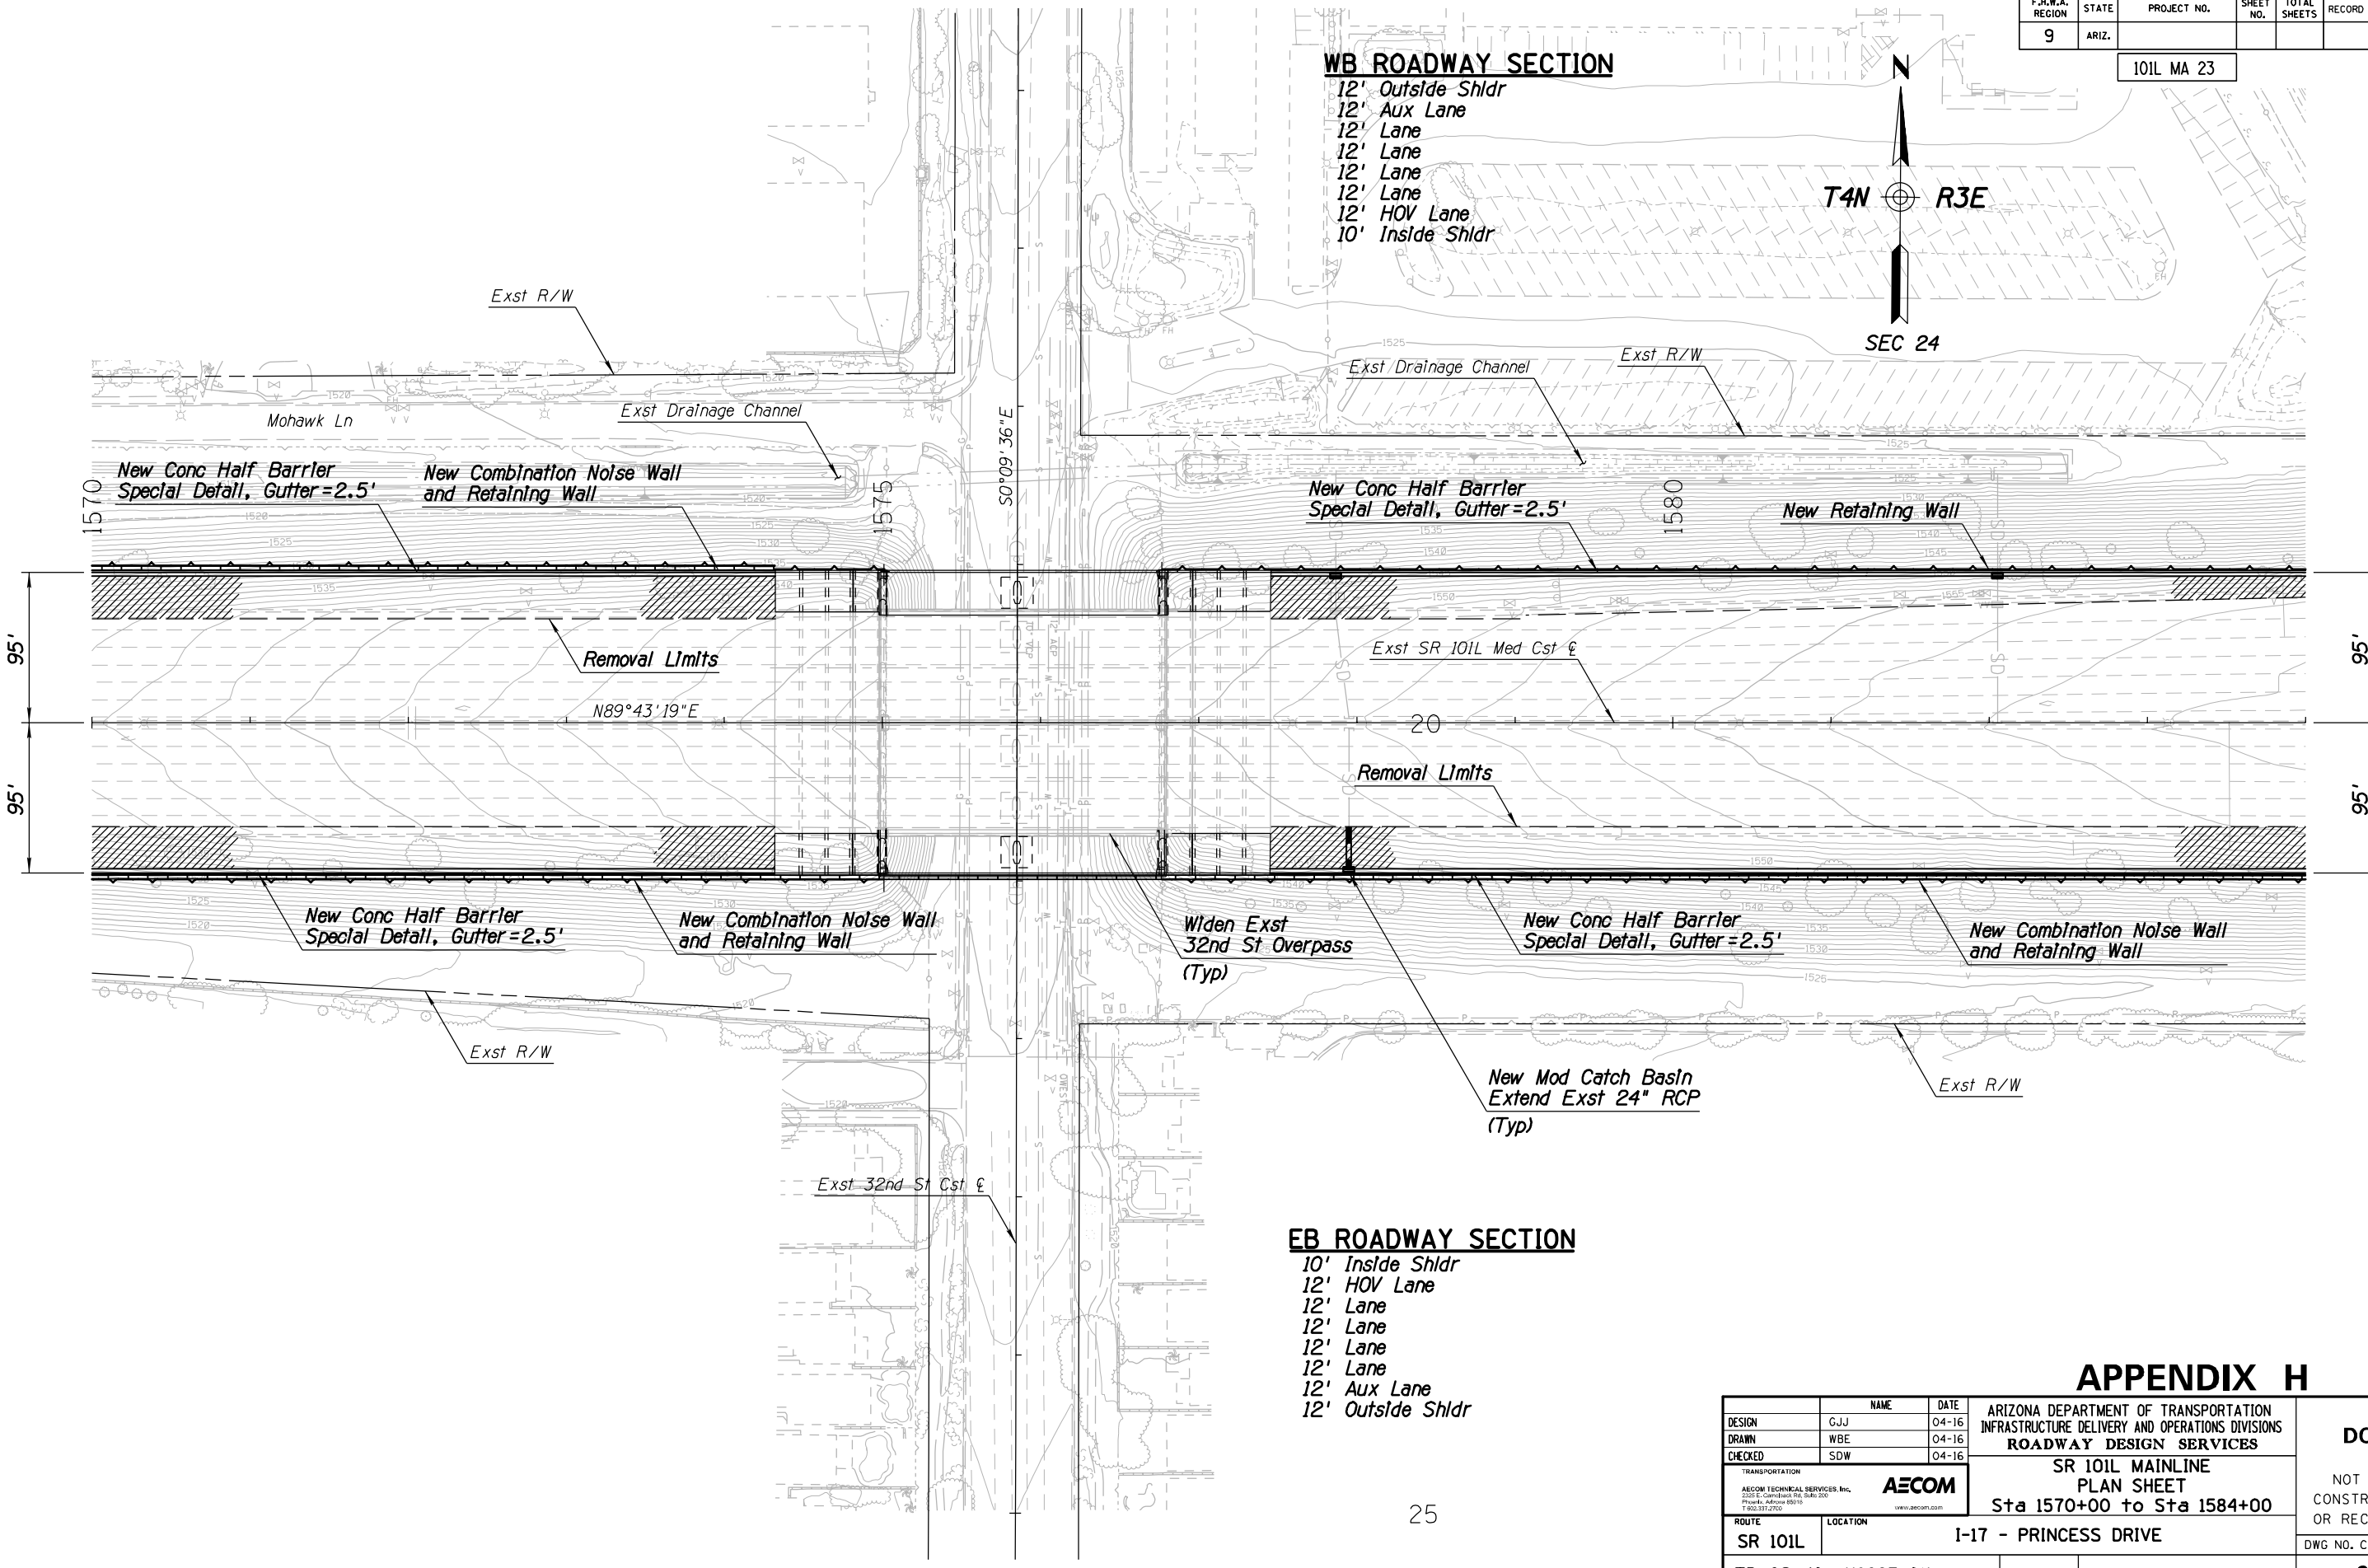 F.H.W.A. REGION STATE PROJECT NO. SHEET NO. TOTAL SHEETS RECORD
9 ARIZ.
101L MA 23
WB ROADWAY SECTION
12' Outside Shldr
12' Aux Lane
12' Lane
12' Lane
12' Lane
12' Lane
12' HOV Lane
10' Inside Shldr
N
T4N R3E
SEC 24
Exst R/W
Exst Drainage Channel
Exst R/W
Exst Drainage Channel
Mohawk Ln
S0°09'36"E
New Conc Half Barrier
Special Detail, Gutter=2.5'
New Combination Noise Wall
and Retaining Wall
New Conc Half Barrier
Special Detail, Gutter=2.5'
New Retaining Wall
1570
1575
1580
95'
95'
Removal Limits
Exst SR 101L Med Cst ℄
N89°43'19"E
20
Removal Limits
95'
95'
New Conc Half Barrier
Special Detail, Gutter=2.5'
New Combination Noise Wall
and Retaining Wall
Widen Exst
32nd St Overpass
(Typ)
New Conc Half Barrier
Special Detail, Gutter=2.5'
New Combination Noise Wall
and Retaining Wall
Exst R/W
New Mod Catch Basin
Extend Exst 24" RCP
(Typ)
Exst R/W
Exst 32nd St Cst ℄
EB ROADWAY SECTION
10' Inside Shldr
12' HOV Lane
12' Lane
12' Lane
12' Lane
12' Lane
12' Aux Lane
12' Outside Shldr
25
APPENDIX H
NAME DATE
DESIGN GJJ 04-16
DRAWN WBE 04-16
CHECKED SDW 04-16
ARIZONA DEPARTMENT OF TRANSPORTATION
INFRASTRUCTURE DELIVERY AND OPERATIONS DIVISIONS
ROADWAY DESIGN SERVICES
TRANSPORTATION
AECOM TECHNICAL SERVICES, Inc.
AECOM
www.aecom.com
SR 101L MAINLINE
PLAN SHEET
Sta 1570+00 to Sta 1584+00
NOT
ROUTE
SR 101L
LOCATION
I-17 - PRINCESS DRIVE
DWG NO.